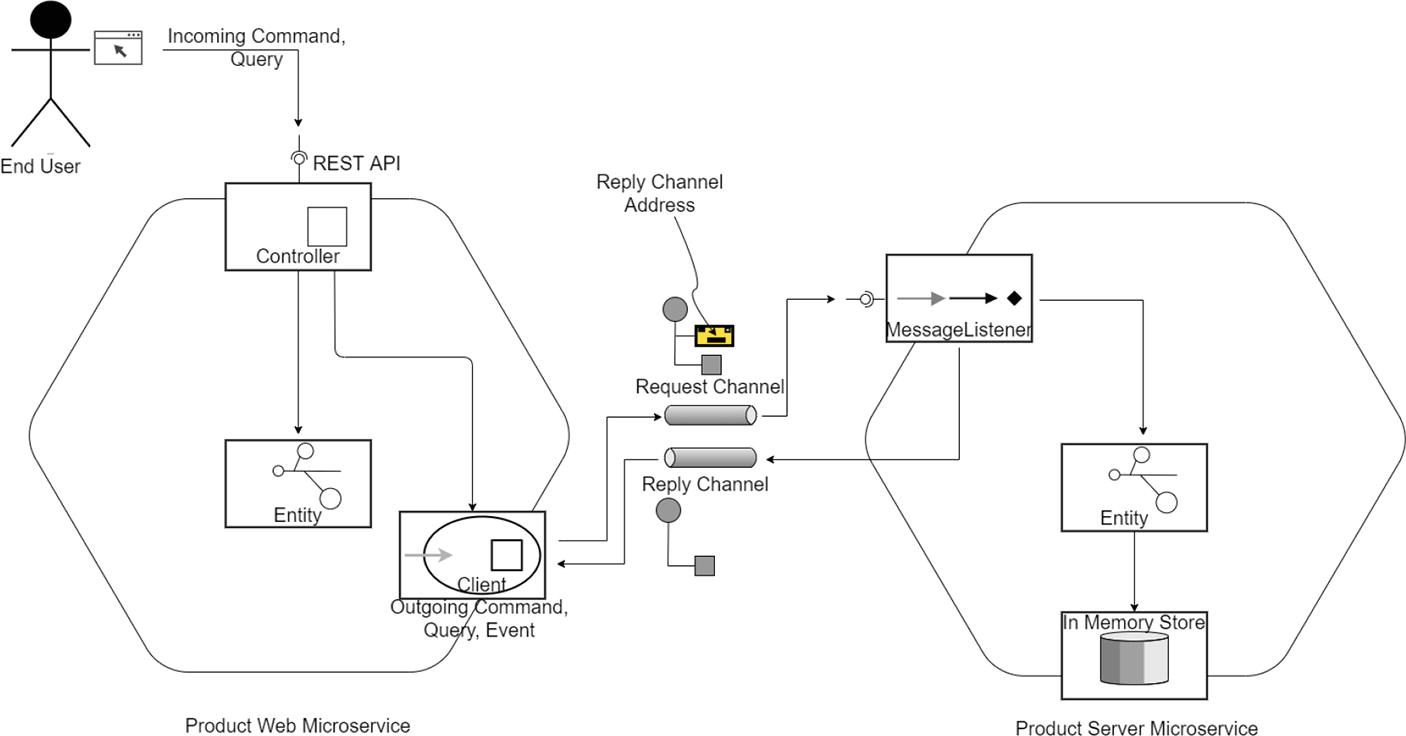 Incoming Command,
Query
End User
REST API
Controller
Reply Channel
Address
MessageListener
Request Channel
Reply Channel
Entity
Entity
Client
Outgoing Command,
Query, Event
In Memory Store
Product Web Microservice
Product Server Microservice